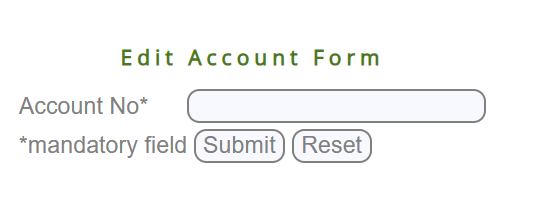 Edit Account Form
Account No*
*mandatory field Submit Reset